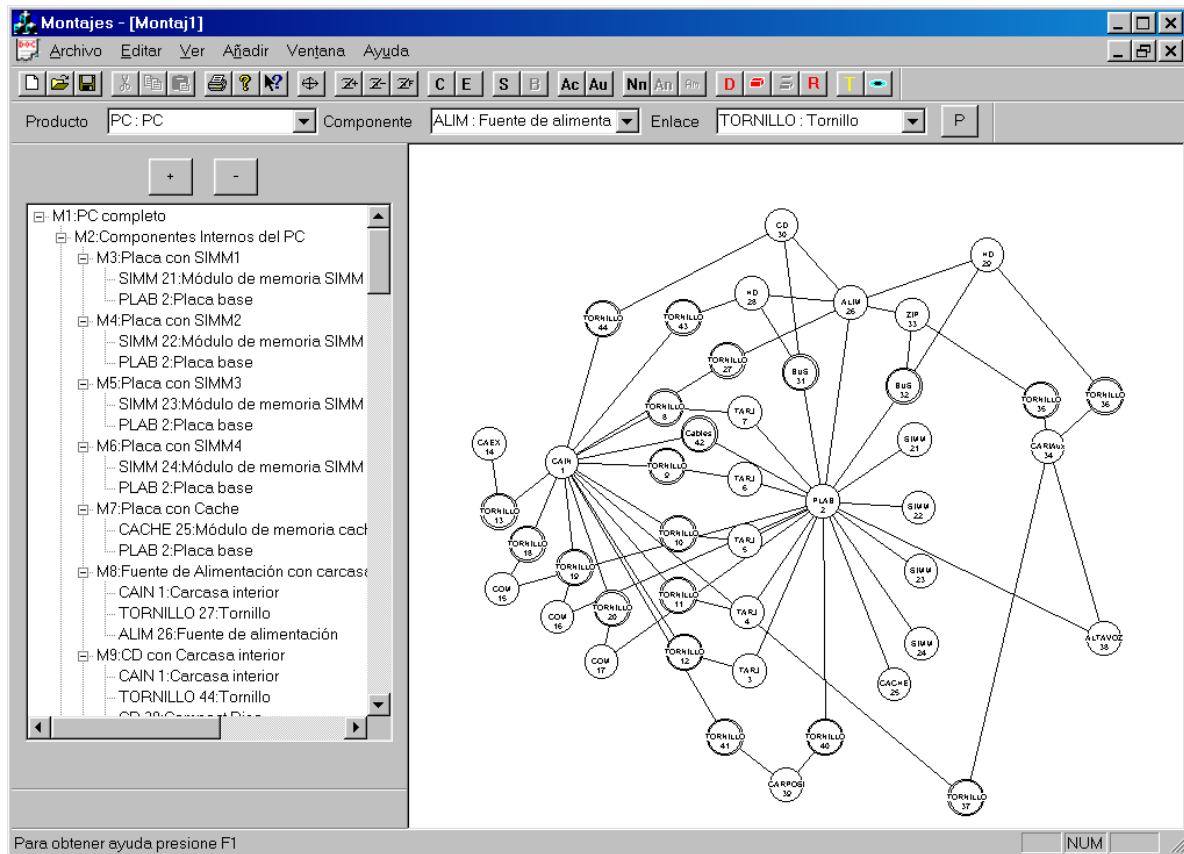 Montajes - [Montaj1]
Archivo Editar Ver Añadir Ventana Ayuda
C E S B Ac Au Nn An Am D R T
Producto PC : PC Componente ALIM : Fuente de alimenta Enlace TORNILLO : Tornillo P
+ -
M1:PC completo
M2:Componentes Internos del PC
M3:Placa con SIMM1
SIMM 21:Módulo de memoria SIMM
PLAB 2:Placa base
M4:Placa con SIMM2
SIMM 22:Módulo de memoria SIMM
PLAB 2:Placa base
M5:Placa con SIMM3
SIMM 23:Módulo de memoria SIMM
PLAB 2:Placa base
M6:Placa con SIMM4
SIMM 24:Módulo de memoria SIMM
PLAB 2:Placa base
M7:Placa con Cache
CACHE 25:Módulo de memoria cach
PLAB 2:Placa base
M8:Fuente de Alimentación con carcasa
CAIN 1:Carcasa interior
TORNILLO 27:Tornillo
ALIM 26:Fuente de alimentación
M9:CD con Carcasa interior
CAIN 1:Carcasa interior
TORNILLO 44:Tornillo
CD
30
HD
29
HD
28
ALIM
26
TORNILLO
44
TORNILLO
43
ZIP
33
TORNILLO
27
BUS
31
BUS
32
TORNILLO
35
TORNILLO
36
TORNILLO
8
TARJ
7
Cables
42
CAEX
14
SIMM
21
CARIAux
34
CAIN
1
TORNILLO
9
TARJ
6
PLAB
2
SIMM
22
TORNILLO
13
TORNILLO
18
TORNILLO
10
TARJ
5
TORNILLO
19
SIMM
23
COM
15
TORNILLO
11
TARJ
4
TORNILLO
20
COM
16
ALTAVOZ
38
SIMM
24
COM
17
TORNILLO
12
TARJ
3
CACHE
25
TORNILLO
41
TORNILLO
40
CARPOSI
39
TORNILLO
37
Para obtener ayuda presione F1
NUM